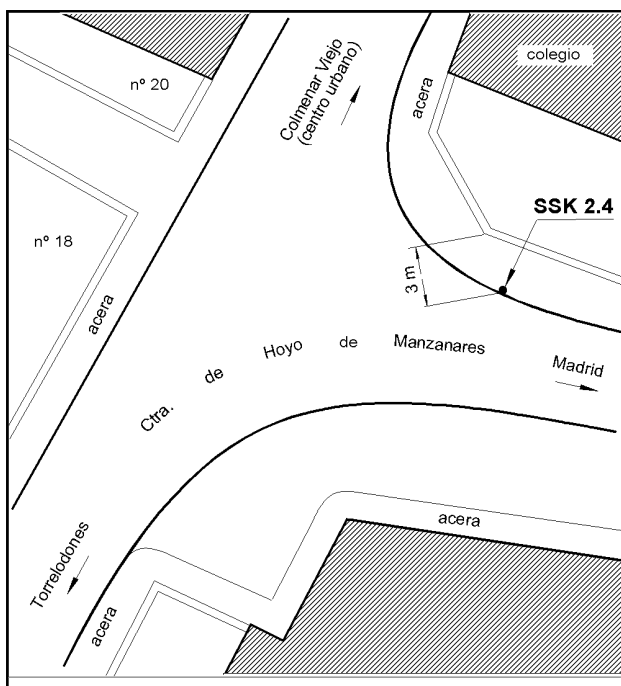 colegio
nº 20
Colmenar Viejo
(centro urbano)
acera
SSK 2.4
nº 18
3 m
acera
Ctra. de Hoyo de Manzanares
Madrid
Torrelodones
acera
acera